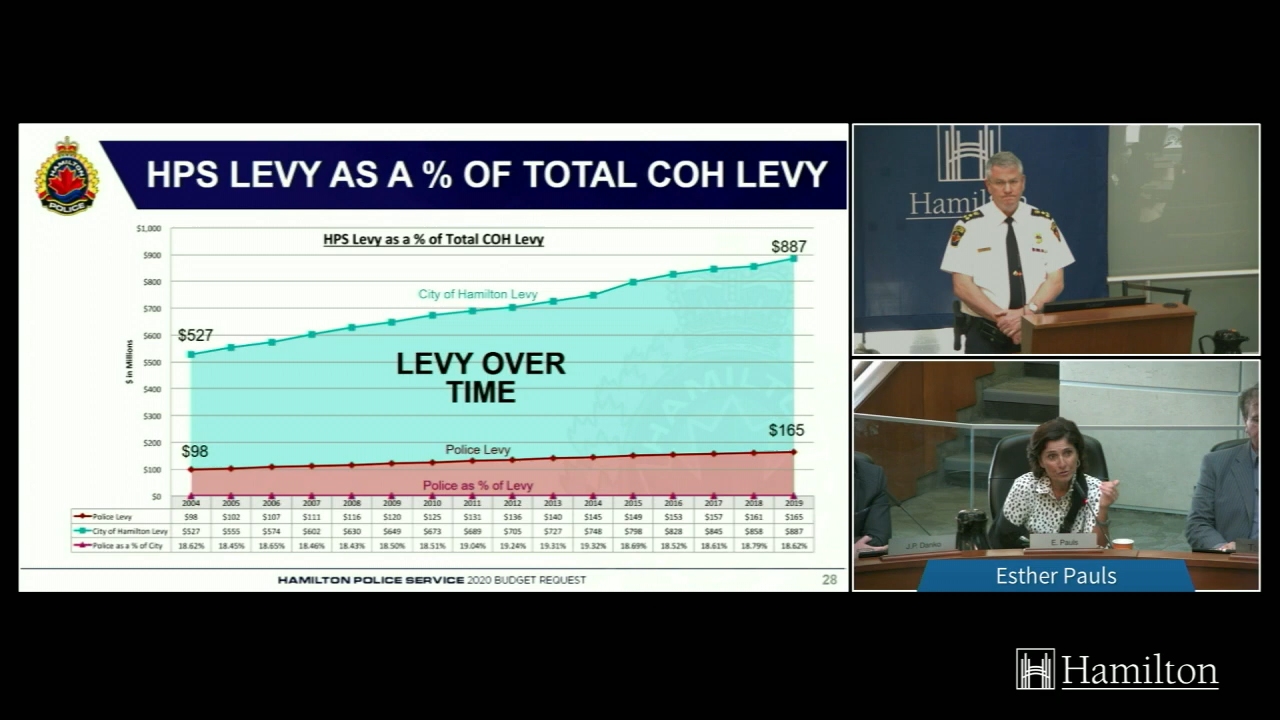 HAMILTON
POLICE
HPS LEVY AS A % OF TOTAL COH LEVY
HPS Levy as a % of Total COH Levy
$ in Millions
$1,000
$900
$800
$700
$600
$500
$400
$300
$200
$100
$0
$527
$887
City of Hamilton Levy
LEVY OVER
TIME
$98
$165
Police Levy
Police as % of Levy
2004 2005 2006 2007 2008 2009 2010 2011 2012 2013 2014 2015 2016 2017 2018 2019
Police Levy $98 $102 $107 $111 $116 $120 $125 $131 $136 $140 $145 $149 $153 $157 $161 $165
City of Hamilton Levy $527 $555 $574 $602 $630 $649 $673 $689 $705 $727 $748 $798 $828 $845 $858 $887
Police as a % of City 18.62% 18.45% 18.65% 18.46% 18.43% 18.50% 18.51% 19.04% 19.24% 19.31% 19.32% 18.69% 18.52% 18.61% 18.79% 18.62%
HAMILTON POLICE SERVICE 2020 BUDGET REQUEST
28
Hamilton
J.P. Danko
E. Pauls
Esther Pauls
Hamilton